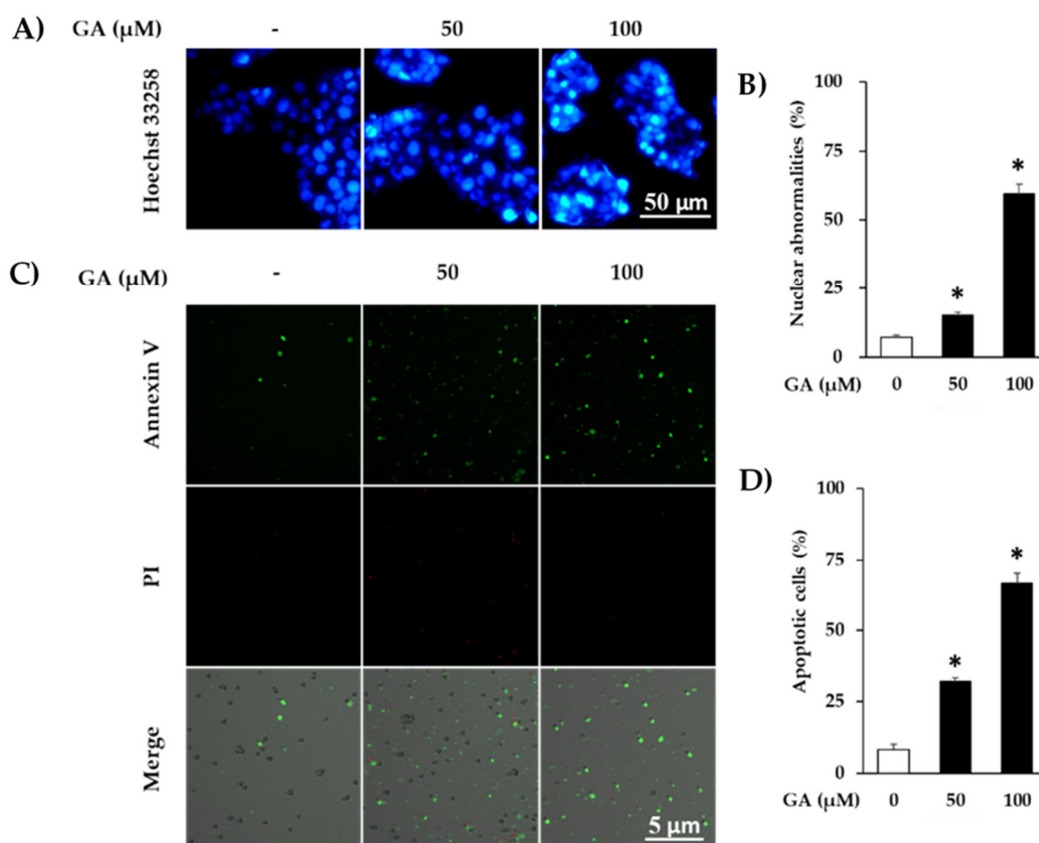 A)
GA (µM) - 50 100
Hoechst 33258
50 µm
B)
Nuclear abnormalities (%)
100
75
50
25
0
* *
GA (µM) 0 50 100
C)
GA (µM) - 50 100
Annexin V
PI
Merge
5 µm
D)
Apoptotic cells (%)
100
75
50
25
0
* *
GA (µM) 0 50 100